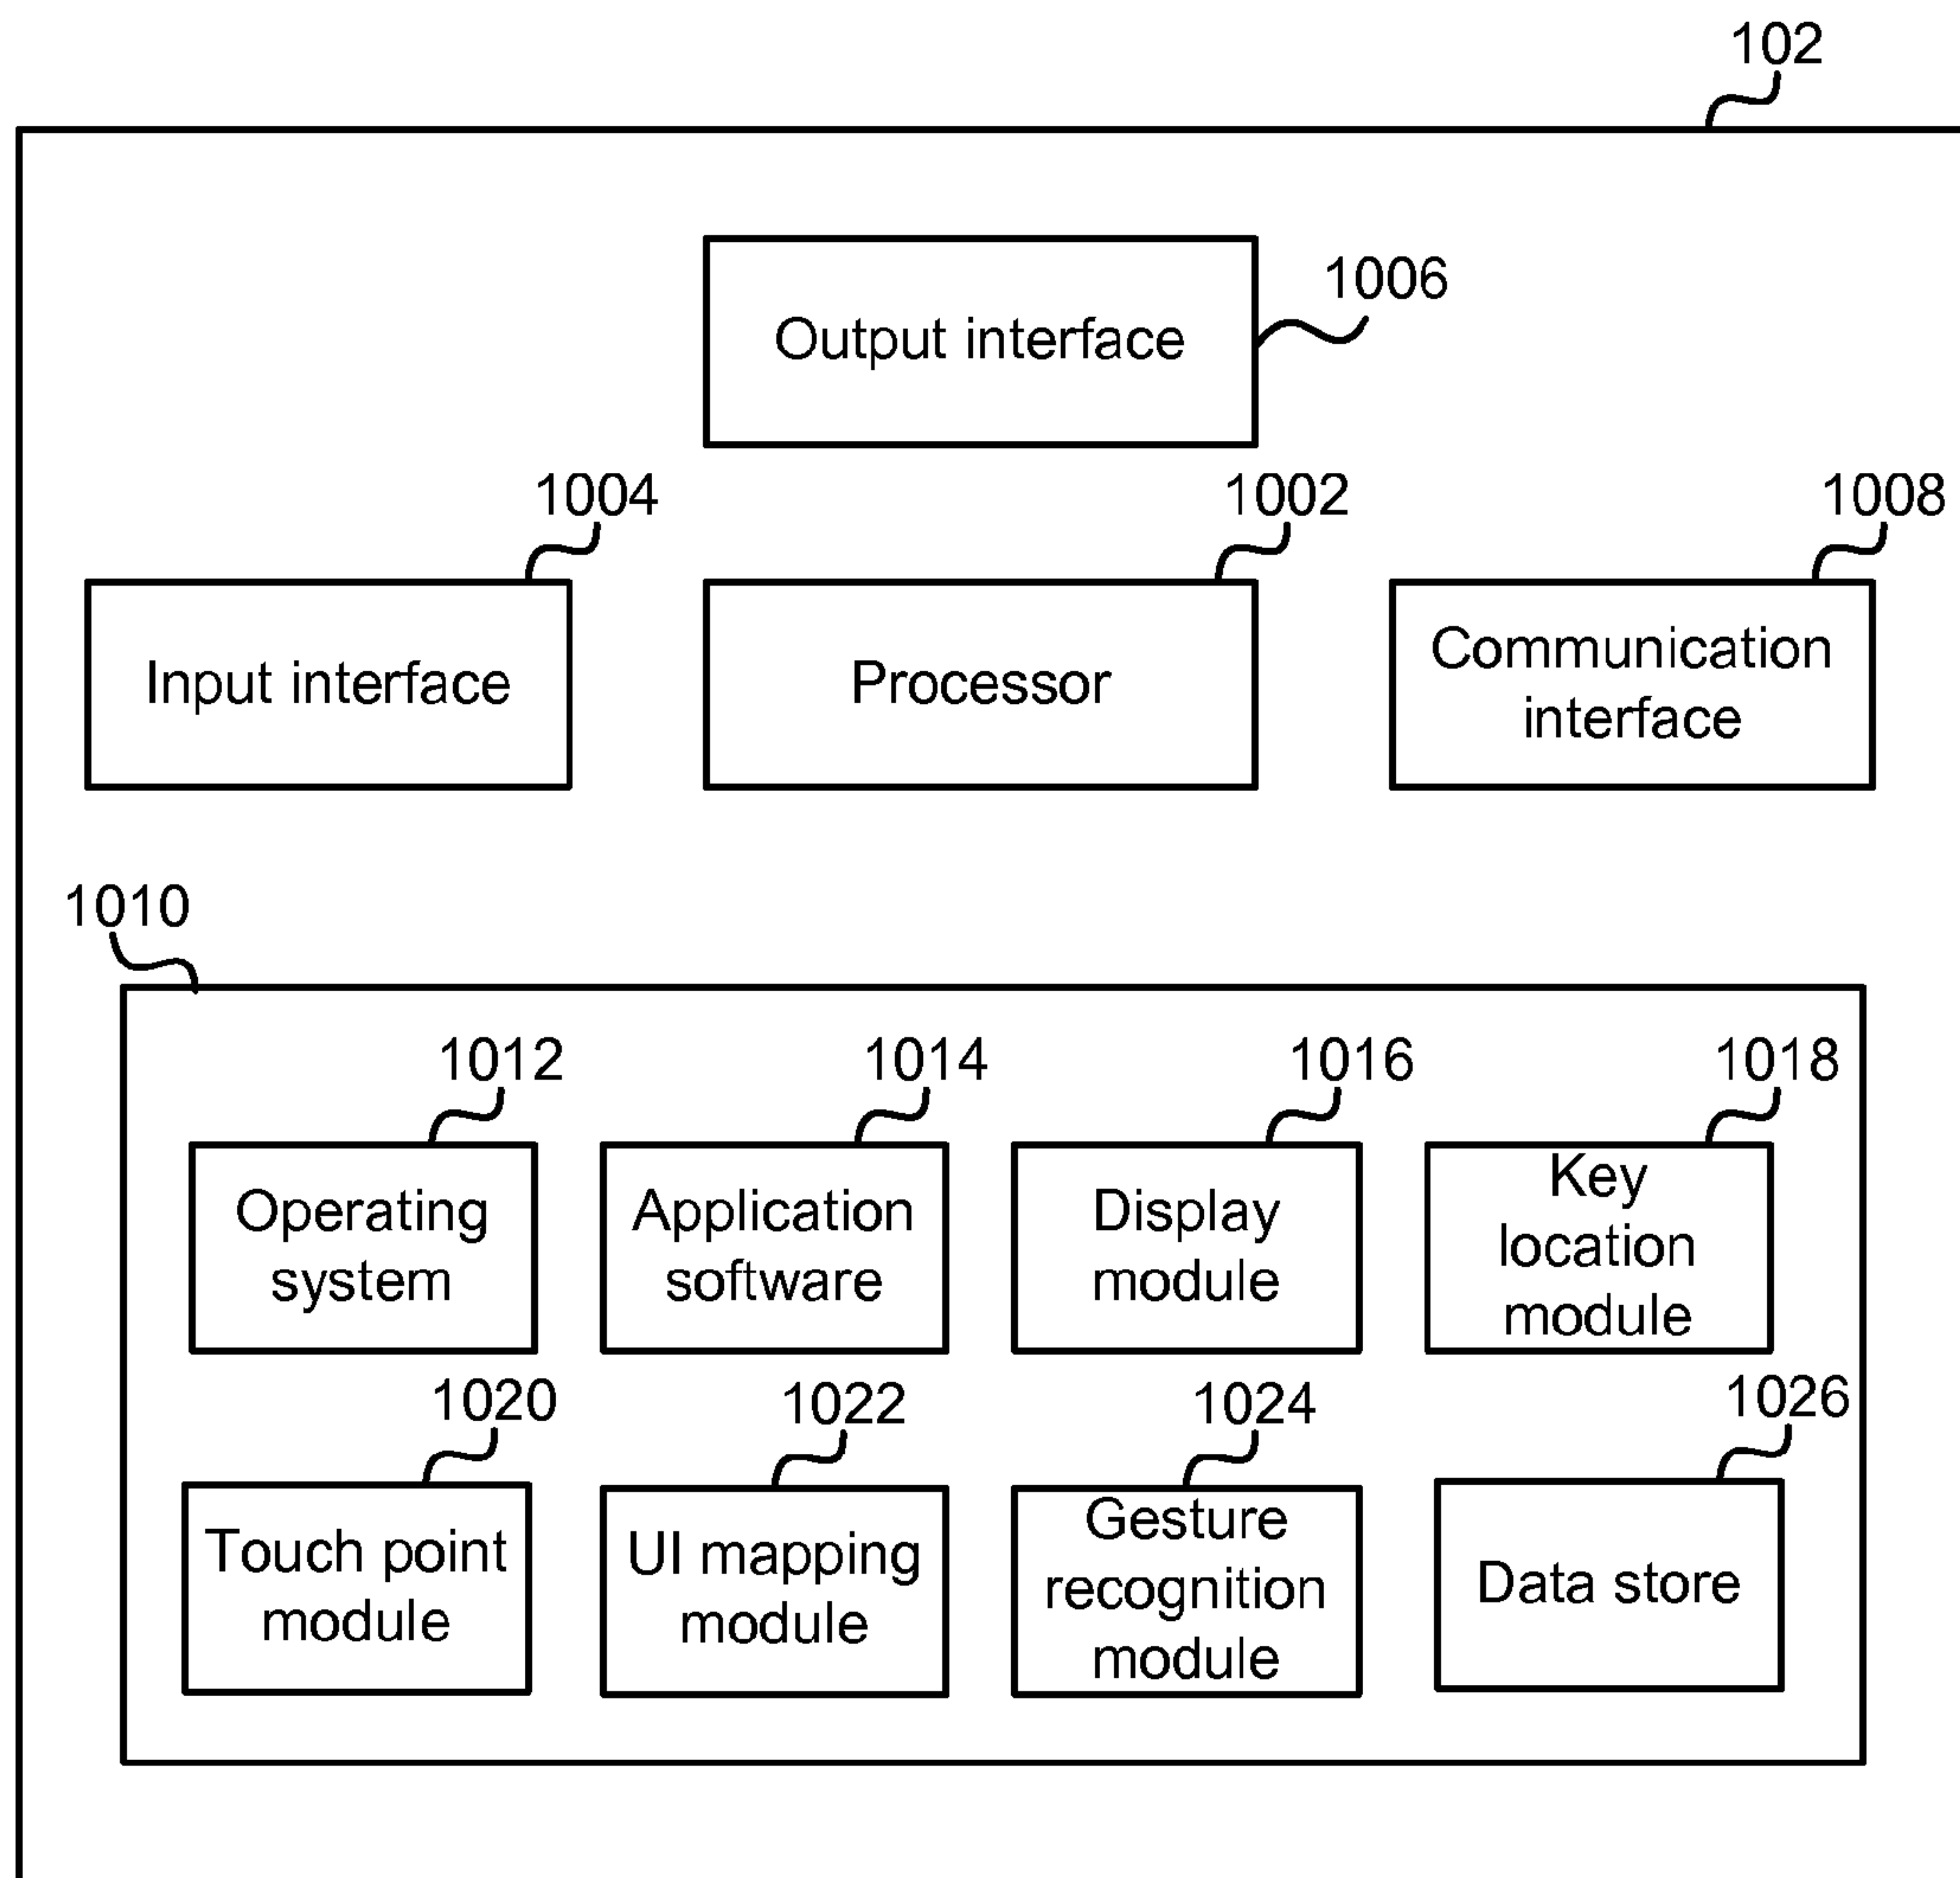 102
Output interface
1006
1004
1002
1008
Input interface
Processor
Communication
interface
1010
1012
1014
1016
1018
Operating
system
Application
software
Display
module
Key
location
module
1020
1022
1024
1026
Touch point
module
UI mapping
module
Gesture
recognition
module
Data store